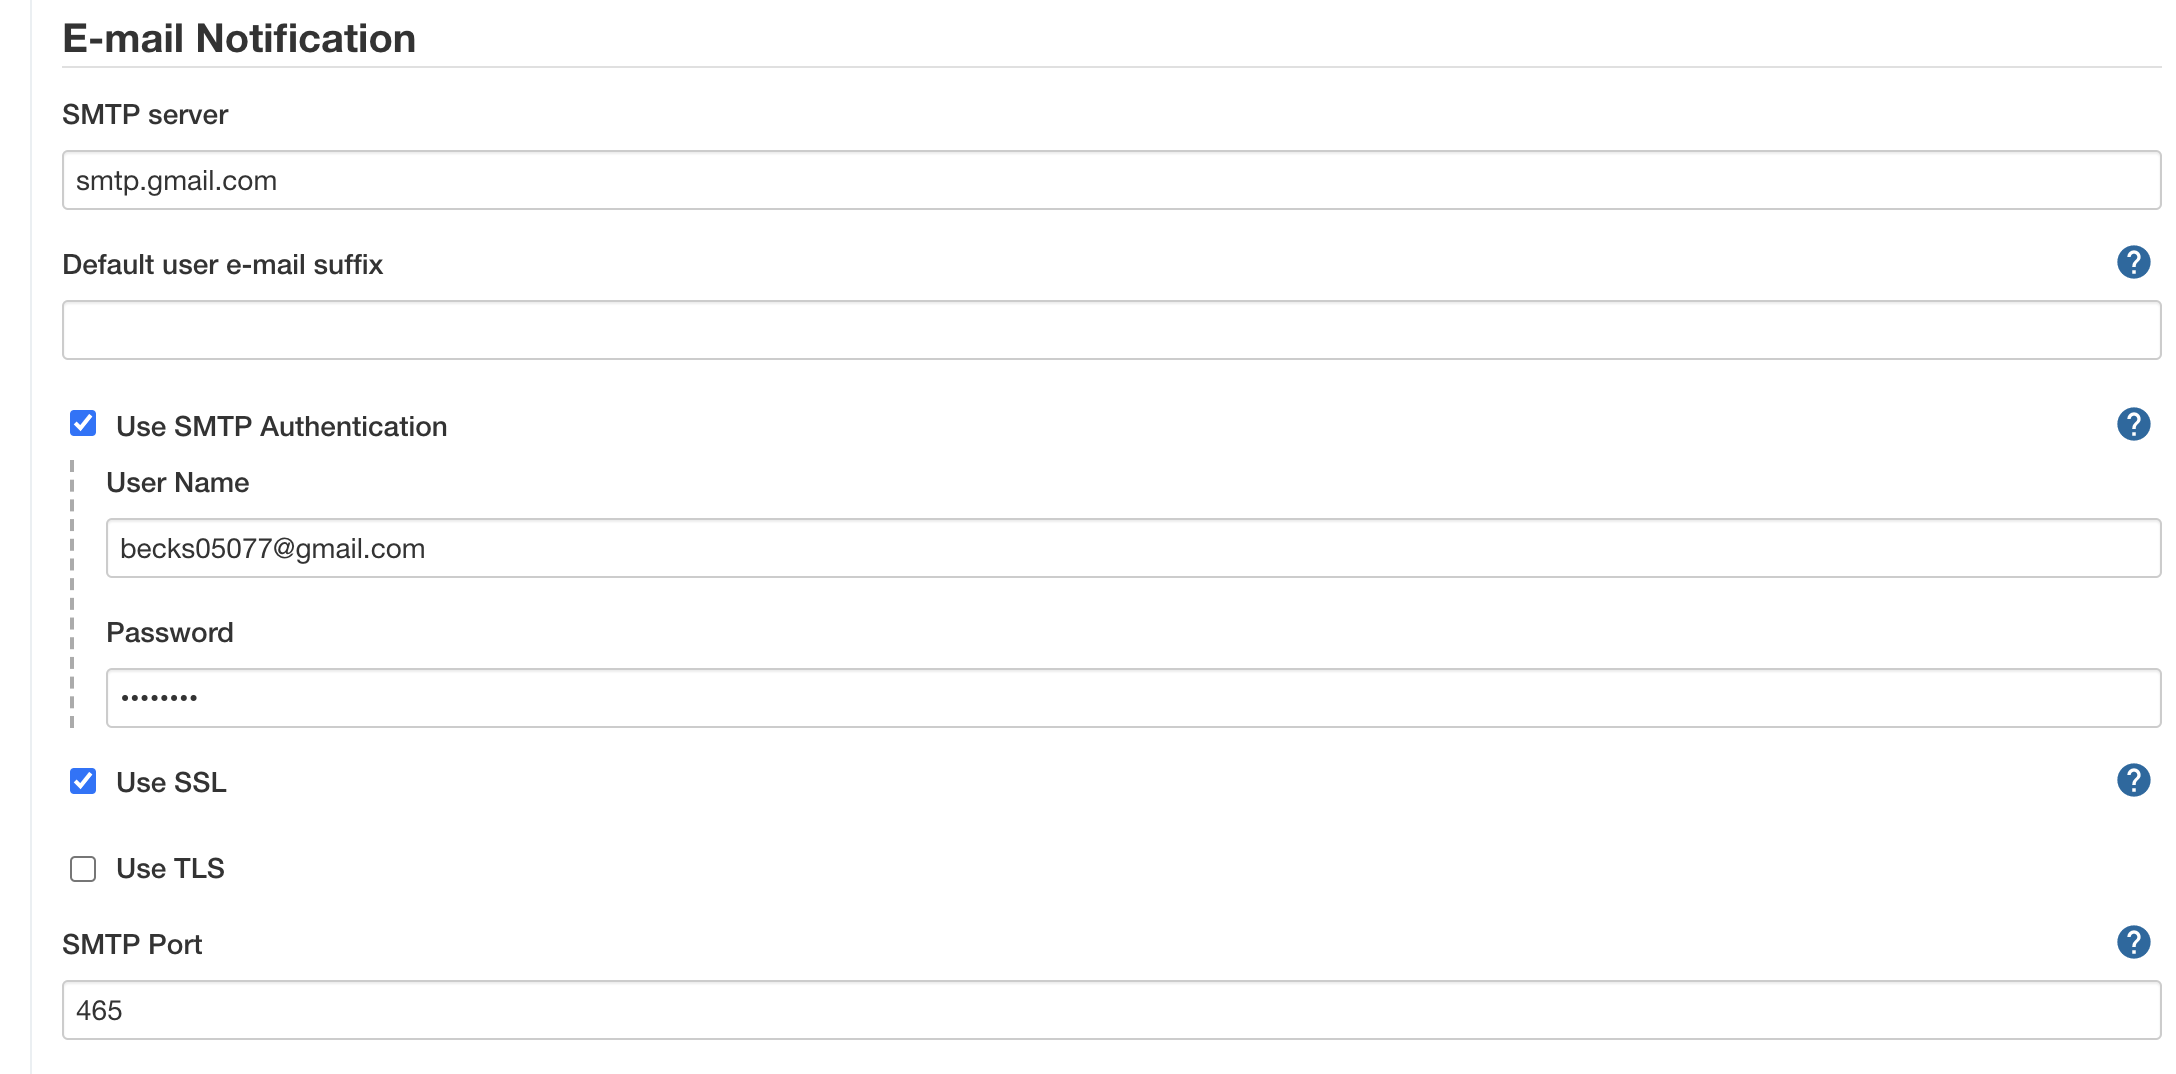 E-mail Notification
SMTP server
smtp.gmail.com
Default user e-mail suffix
?
Use SMTP Authentication
?
User Name
becks05077@gmail.com
Password
••••••••
Use SSL
?
Use TLS
SMTP Port
?
465